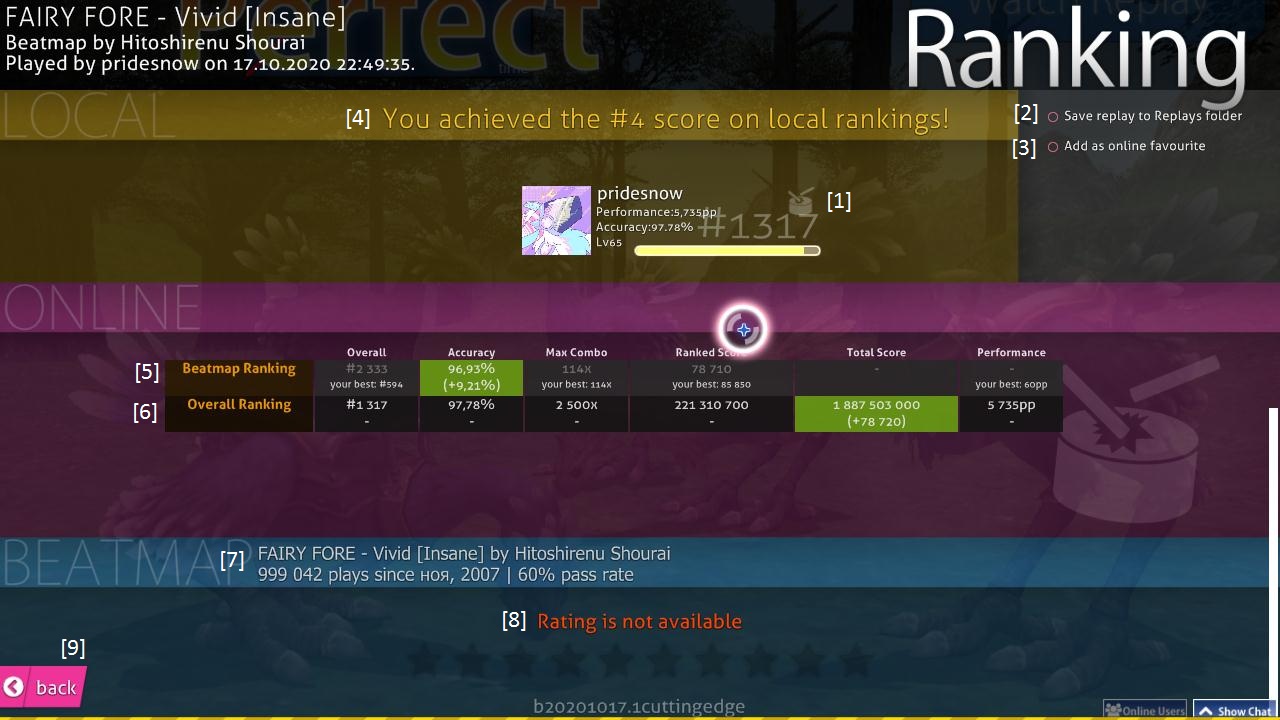 FAIRY FORE - Vivid [Insane]
Beatmap by Hitoshirenu Shourai
Played by pridesnow on 17.10.2020 22:49:35.
Perfect
time
Watch Replay
Ranking
LOCAL
[4] You achieved the #4 score on local rankings!
[2] Save replay to Replays folder
[3] Add as online favourite
pridesnow
Performance:5,735pp
Accuracy:97.78%
Lv65
#1317
[1]
ONLINE
Overall Accuracy Max Combo Ranked Score Total Score Performance
[5] Beatmap Ranking #2 333 96,93% 114x 78 710 - -
your best: #594 (+9,21%) your best: 114x your best: 85 850 your best: 60pp
[6] Overall Ranking #1 317 97,78% 2 500x 221 310 700 1 887 503 000 5 735pp
- - - - (+78 720) -
BEATMAP
[7] FAIRY FORE - Vivid [Insane] by Hitoshirenu Shourai
999 042 plays since ноя, 2007 | 60% pass rate
[8] Rating is not available
[9]
back
b20201017.1cuttingedge
Online Users
Show Chat